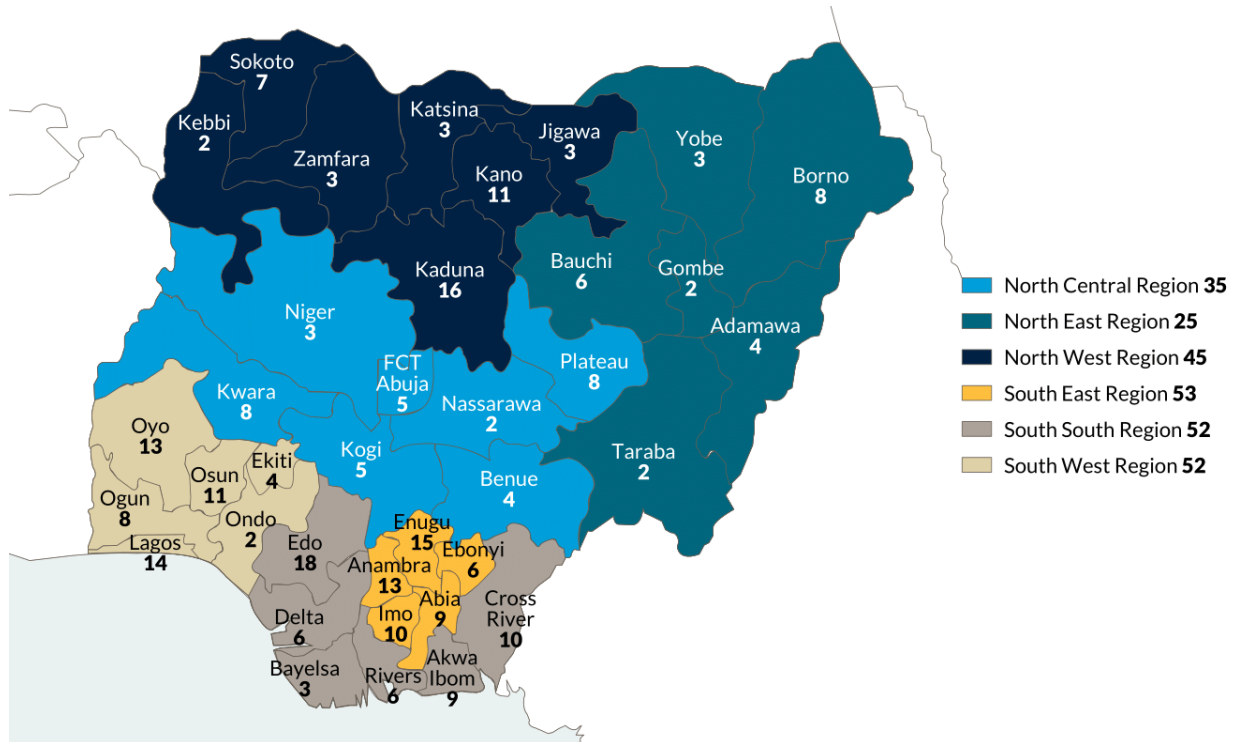 Sokoto
7
Kebbi
2
Zamfara
3
Katsina
3
Kano
11
Jigawa
3
Kaduna
16
Yobe
3
Borno
8
Bauchi
6
Gombe
2
Adamawa
4
Taraba
2
Niger
3
FCT
Abuja
5
Plateau
8
Kwara
8
Nassarawa
2
Kogi
5
Benue
4
Oyo
13
Osun
11
Ekiti
4
Ogun
8
Ondo
2
Lagos
14
Edo
18
Enugu
15
Ebonyi
6
Anambra
13
Imo
10
Abia
9
Cross
River
10
Delta
6
Bayelsa
3
Rivers
6
Akwa
Ibom
9
North Central Region 35
North East Region 25
North West Region 45
South East Region 53
South South Region 52
South West Region 52